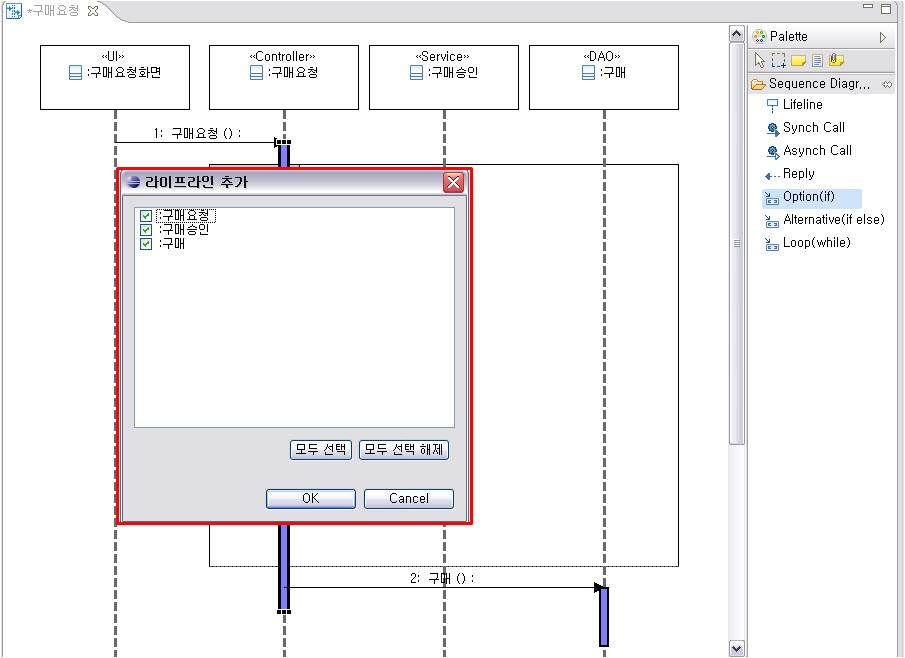 *구매요청
«UI»
:구매요청화면
«Controller»
:구매요청
«Service»
:구매승인
«DAO»
:구매
1: 구매요청 () :
라이프라인 추가
:구매요청
:구매승인
:구매
모두 선택
모두 선택 해제
OK
Cancel
2: 구매 () :
Palette
Sequence Diagr...
Lifeline
Synch Call
Asynch Call
Reply
Option(if)
Alternative(if else)
Loop(while)